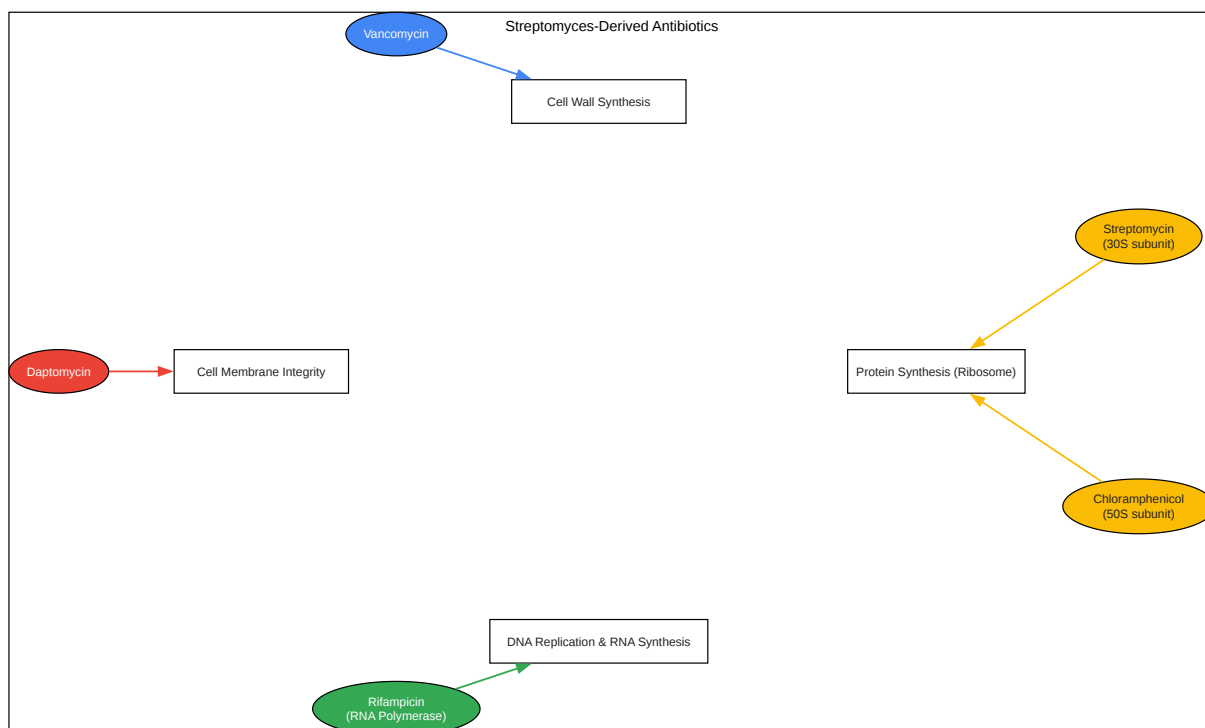 Streptomyces-Derived Antibiotics
Vancomycin
Cell Wall Synthesis
Streptomycin
(30S subunit)
Daptomycin
Cell Membrane Integrity
Protein Synthesis (Ribosome)
Chloramphenicol
(50S subunit)
DNA Replication & RNA Synthesis
Rifampicin
(RNA Polymerase)